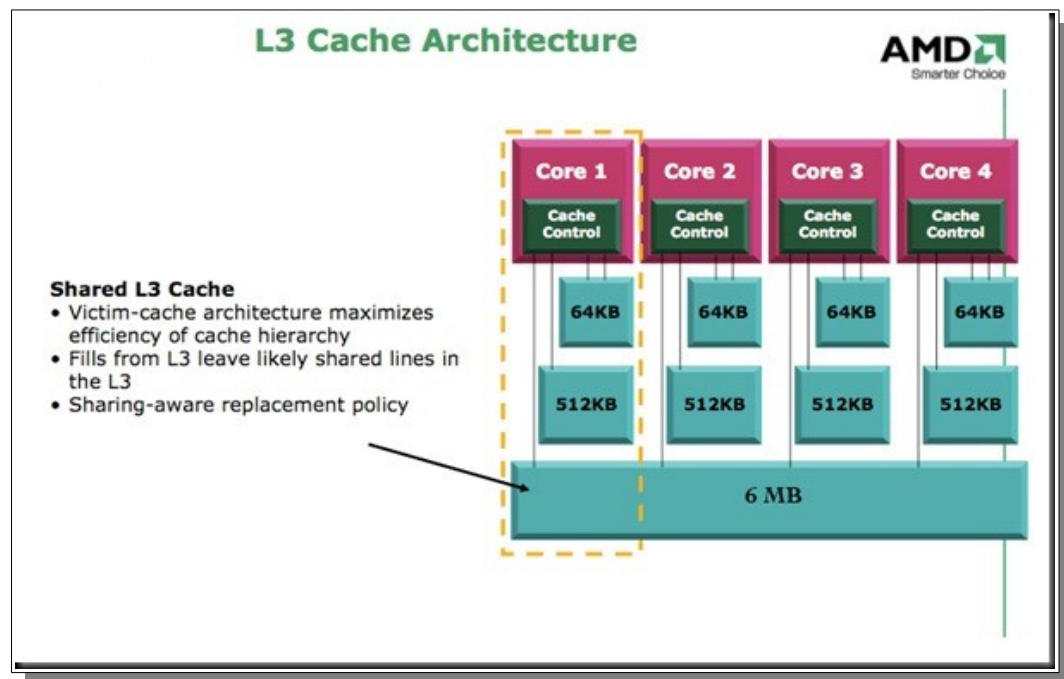 L3 Cache Architecture
AMD
Smarter Choice
Core 1
Core 2
Core 3
Core 4
Cache
Control
Cache
Control
Cache
Control
Cache
Control
Shared L3 Cache
• Victim-cache architecture maximizes
efficiency of cache hierarchy
• Fills from L3 leave likely shared lines in
the L3
• Sharing-aware replacement policy
64KB
64KB
64KB
64KB
512KB
512KB
512KB
512KB
6 MB